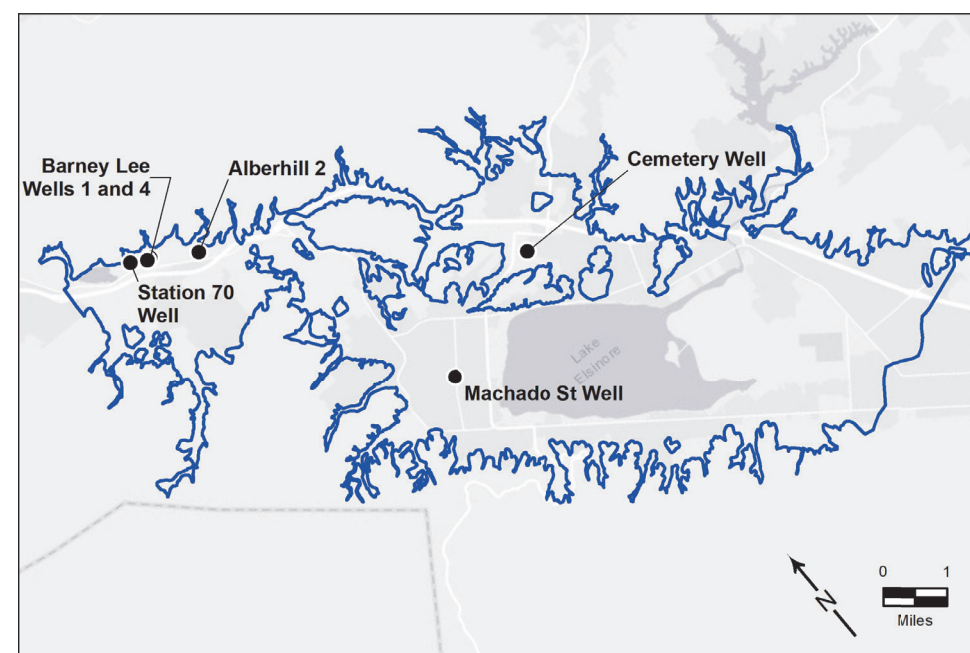 Barney Lee
Wells 1 and 4
Alberhill 2
Cemetery Well
Station 70
Well
Lake
Elsinore
Machado St Well
N
0 1
Miles